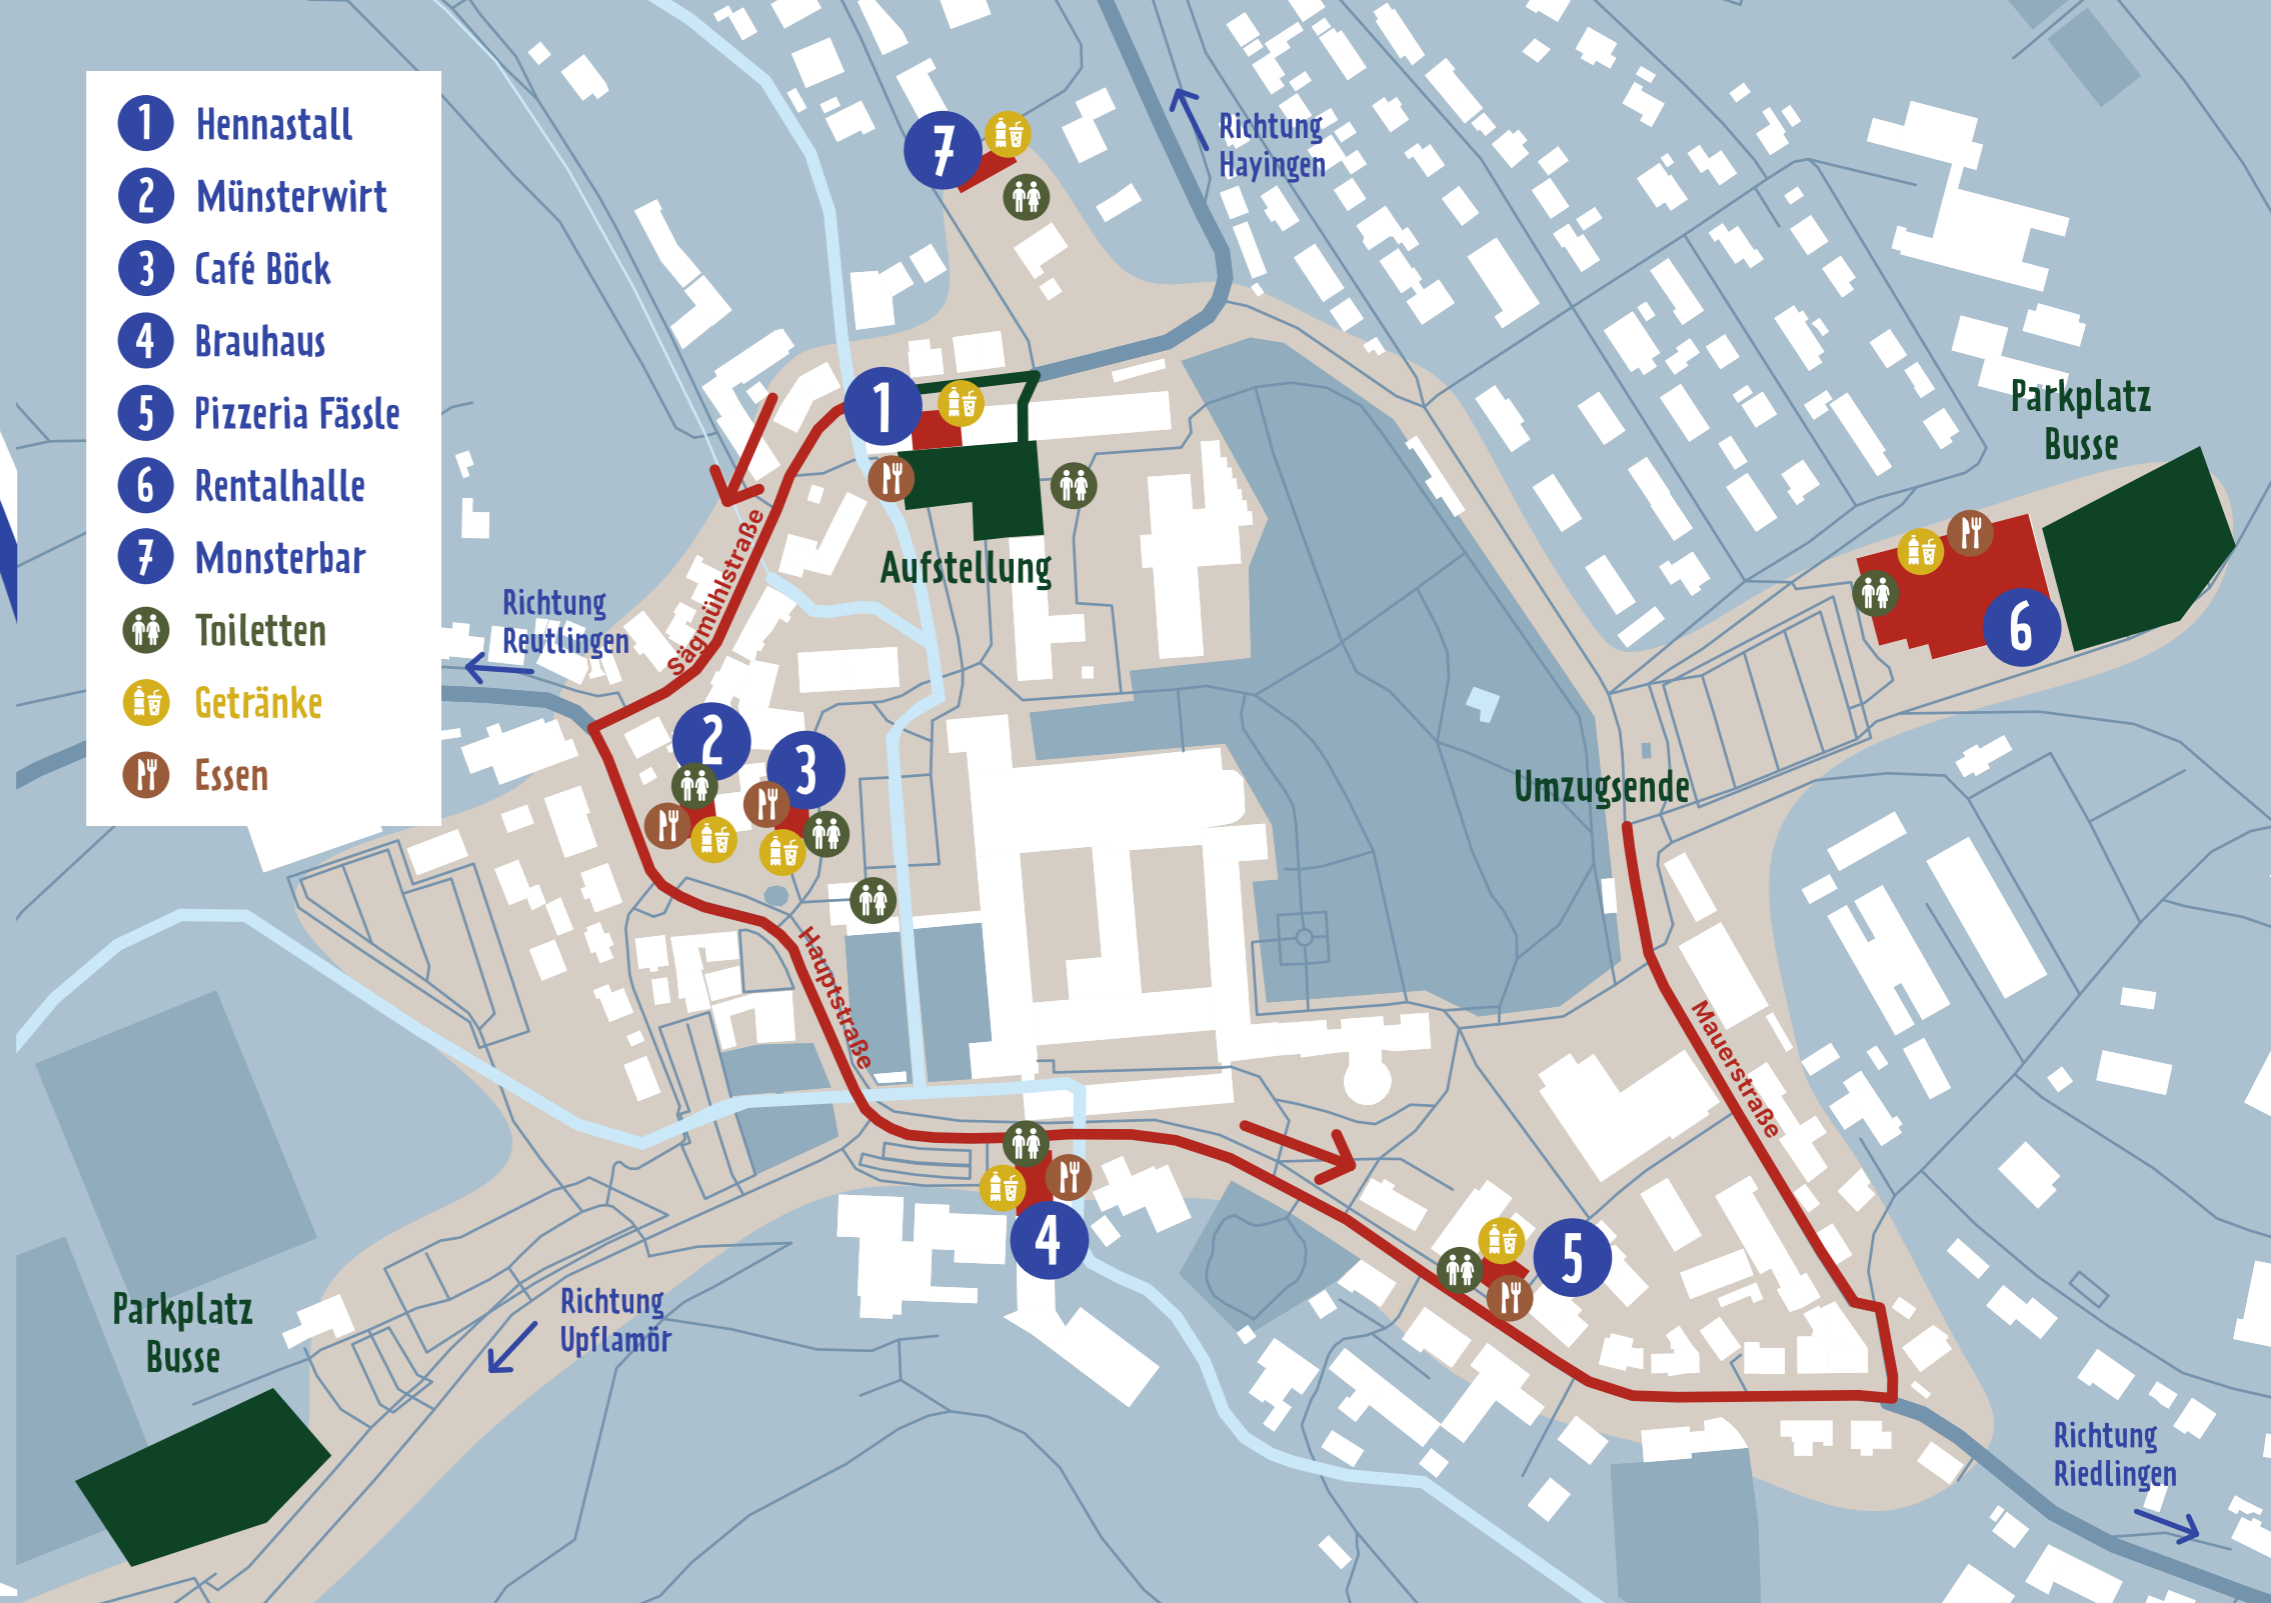 1 Hennastall
2 Münsterwirt
3 Café Böck
4 Brauhaus
5 Pizzeria Fässle
6 Rentalhalle
7 Monsterbar
Toiletten
Getränke
Essen
7
Richtung
Hayingen
1
Aufstellung
Sägmühlstraße
Richtung
Reutlingen
2
3
Parkplatz
Busse
6
Umzugsende
Hauptstraße
Mauerstraße
4
5
Parkplatz
Busse
Richtung
Upflamör
Richtung
Riedlingen